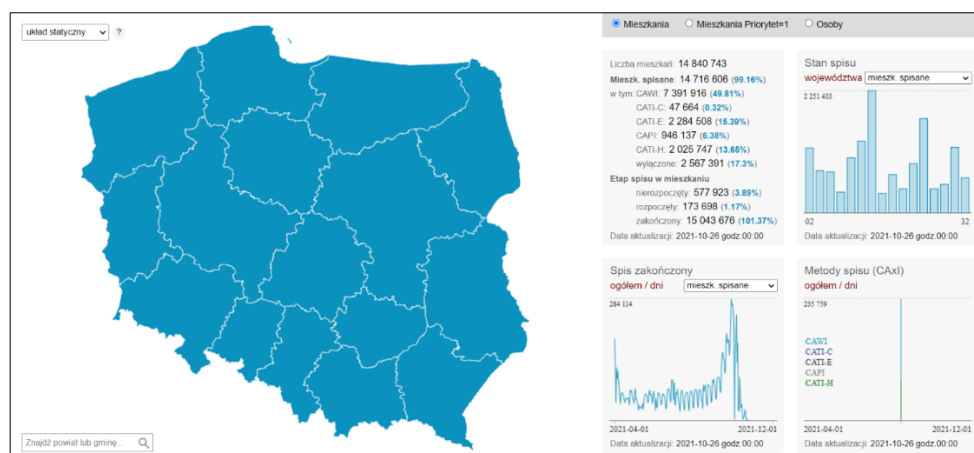 układ statyczny
?
Znajdź powiat lub gminę...
Mieszkania Mieszkania Priorytet=1 Osoby
Liczba mieszkań: 14 840 743
Mieszk. spisane: 14 716 606 (99.16%)
w tym: CAWI: 7 391 916 (49.81%)
CATI-C: 47 664 (0.32%)
CATI-E: 2 284 508 (15.39%)
CAPI: 946 137 (6.38%)
CATI-H: 2 025 747 (13.65%)
wyłączone: 2 567 391 (17.3%)
Etap spisu w mieszkaniu
nierozpoczęty: 577 923 (3.89%)
rozpoczęty: 173 698 (1.17%)
zakończony: 15 043 676 (101.37%)
Data aktualizacji: 2021-10-26 godz.00:00
Stan spisu
województwa mieszk. spisane
2 251 403
02 32
Data aktualizacji: 2021-10-26 godz.00:00
Spis zakończony
ogółem / dni mieszk. spisane
284 114
2021-04-01 2021-12-01
Data aktualizacji: 2021-10-26 godz.00:00
Metody spisu (CAxI)
ogółem / dni
235 759
CAWI
CATI-C
CATI-E
CAPI
CATI-H
2021-04-01 2021-12-01
Data aktualizacji: 2021-10-26 godz.00:00